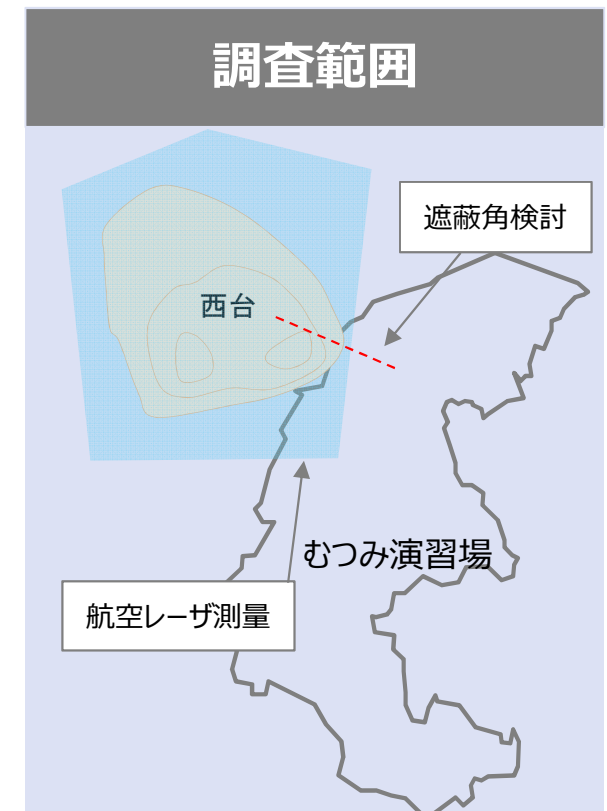 調査範囲
遮蔽角検討
西台
むつみ演習場
航空レーザ測量